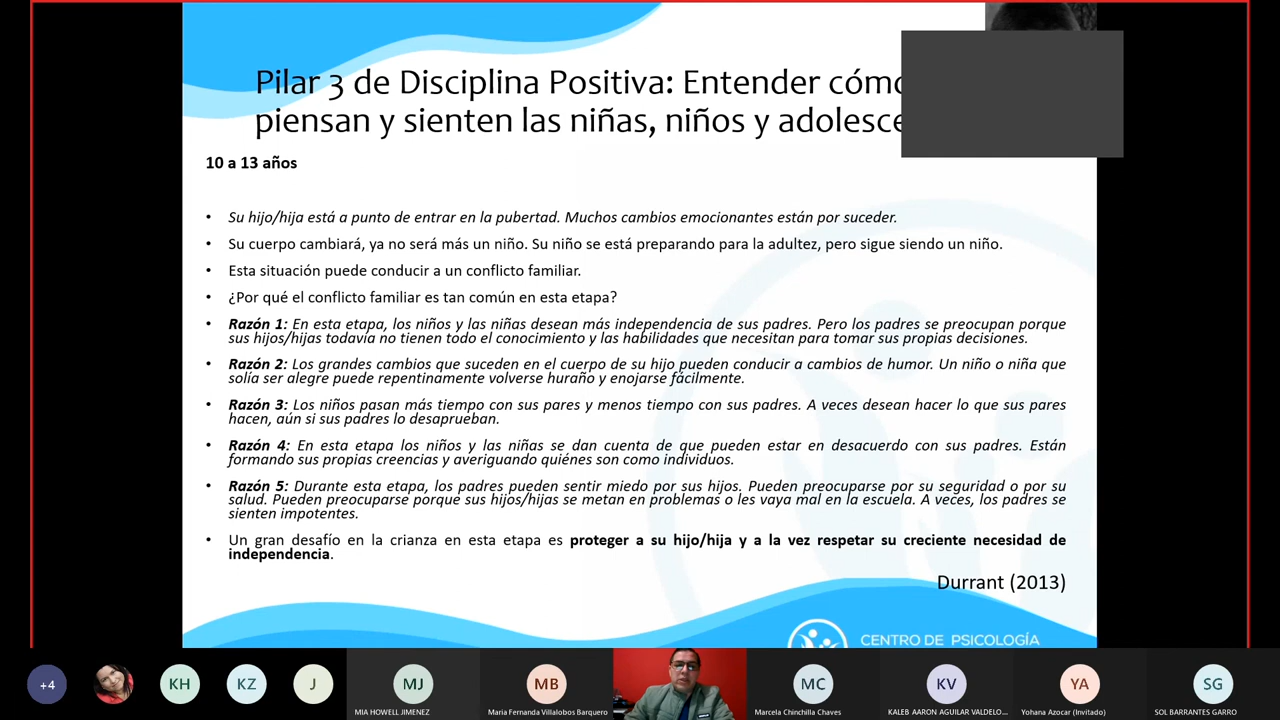 Pilar 3 de Disciplina Positiva: Entender cómo
piensan y sienten las niñas, niños y
10 a 13 años
• Su hijo/hija está a punto de entrar en la pubertad. Muchos cambios emocionantes están por suceder.
• Su cuerpo cambiará, ya no será más un niño. Su niño se está preparando para la adultez, pero sigue siendo un niño.
• Esta situación puede conducir a un conflicto familiar.
• ¿Por qué el conflicto familiar es tan común en esta etapa?
• Razón 1: En esta etapa, los niños y las niñas desean más independencia de sus padres. Pero los padres se preocupan porque
sus hijos/hijas todavía no tienen todo el conocimiento y las habilidades que necesitan para tomar sus propias decisiones.
• Razón 2: Los grandes cambios que suceden en el cuerpo de su hijo pueden conducir a cambios de humor. Un niño o niña que
solía ser alegre puede repentinamente volverse huraño y enojarse fácilmente.
• Razón 3: Los niños pasan más tiempo con sus pares y menos tiempo con sus padres. A veces desean hacer lo que sus pares
hacen, aún si sus padres lo desaprueban.
• Razón 4: En esta etapa los niños y las niñas se dan cuenta de que pueden estar en desacuerdo con sus padres. Están
formando sus propias creencias y averiguando quiénes son como individuos.
• Razón 5: Durante esta etapa, los padres pueden sentir miedo por sus hijos. Pueden preocuparse por su seguridad o por su
salud. Pueden preocuparse porque sus hijos/hijas se metan en problemas o les vaya mal en la escuela. A veces, los padres se
sienten impotentes.
• Un gran desafío en la crianza en esta etapa es proteger a su hijo/hija y a la vez respetar su creciente necesidad de
independencia.
Durrant (2013)
CENTRO DE PSICOLOGÍA
+4
KH
KZ
J
MJ
MB
MC
KV
YA
SG
MIA HOWELL JIMENEZ
Maria Fernanda Villalobos Barquero
Marcela Chinchilla Chaves
KALEB AARON AGUILAR VALDELO...
Yohana Azocar (Invitado)
SOL BARRANTES GARRO